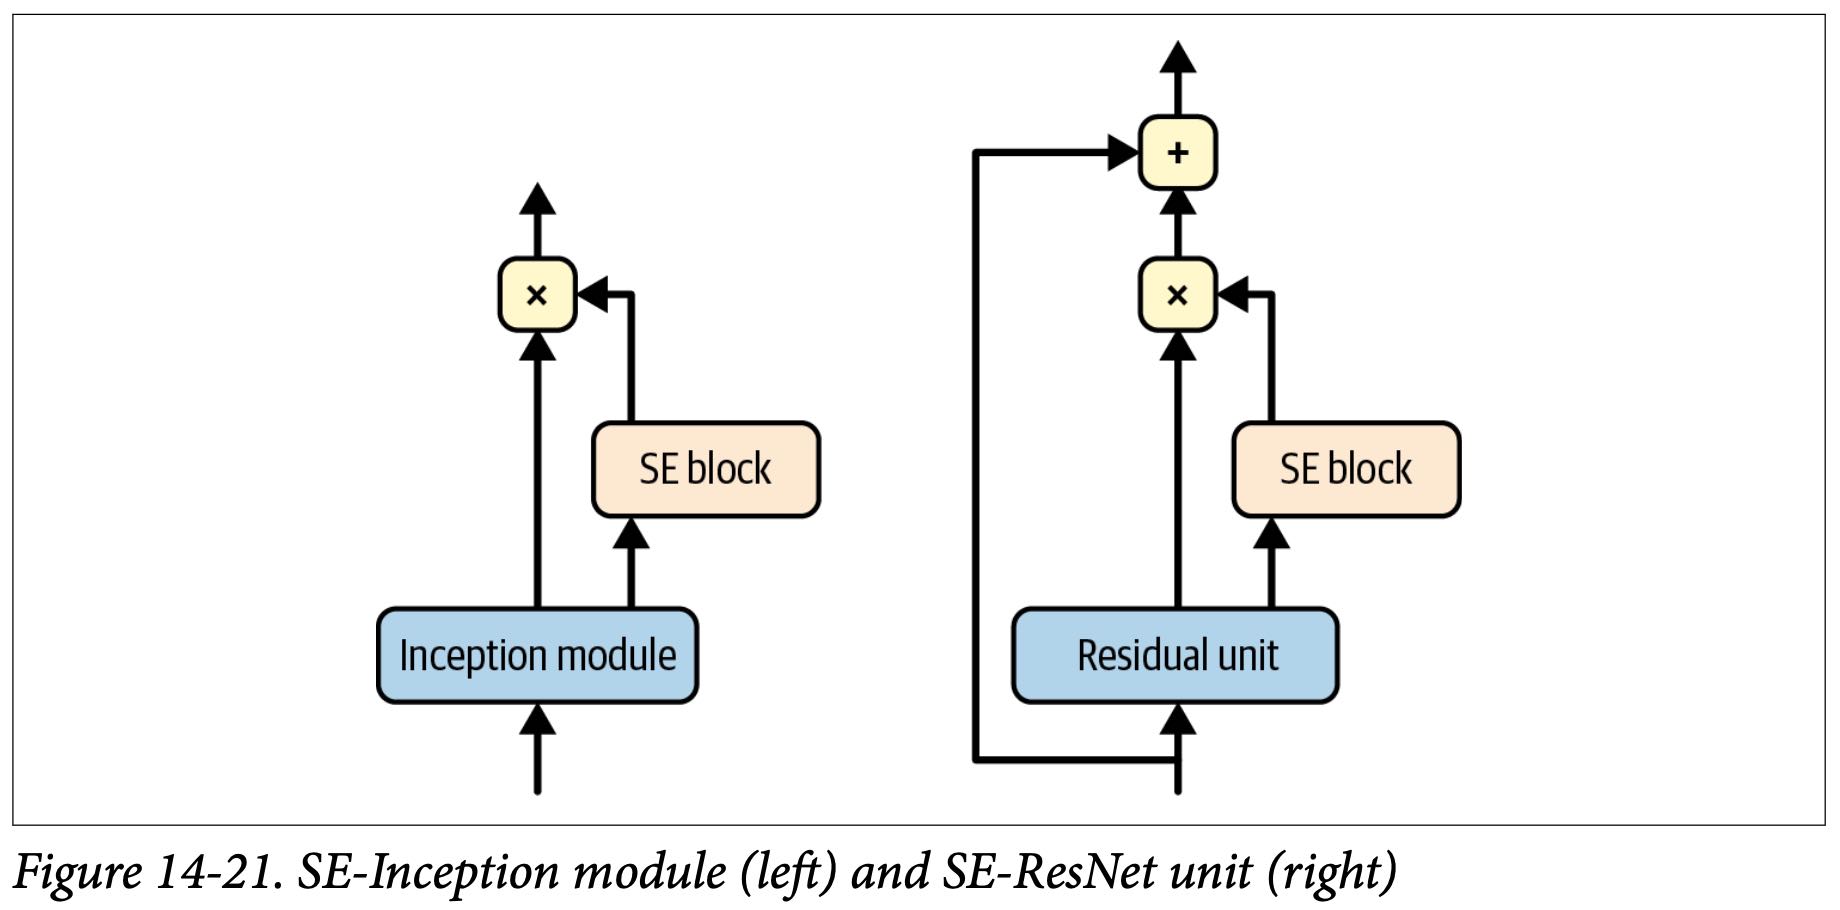 +
×
×
SE block
SE block
Inception module
Residual unit
Figure 14-21. SE-Inception module (left) and SE-ResNet unit (right)